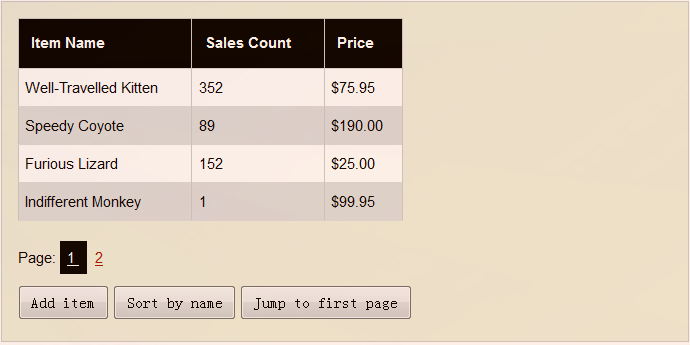 Item Name Sales Count Price
Well-Travelled Kitten 352 $75.95
Speedy Coyote 89 $190.00
Furious Lizard 152 $25.00
Indifferent Monkey 1 $99.95
Page: 1 2
Add item Sort by name Jump to first page